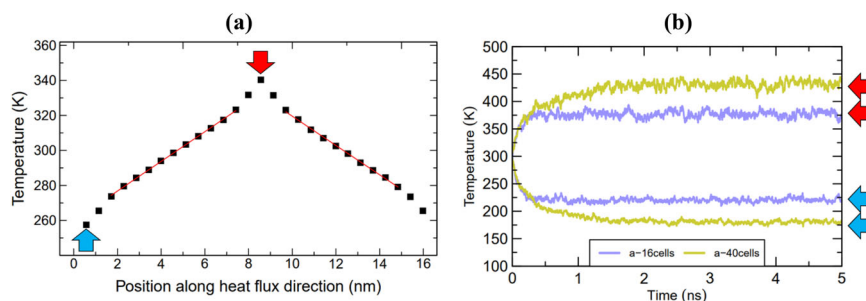 (a)
Temperature (K)
360
340
320
300
280
260
0 2 4 6 8 10 12 14 16
Position along heat flux direction (nm)
(b)
Temperature (K)
500
450
400
350
300
250
200
150
100
a-16cells a-40cells
0 1 2 3 4 5
Time (ns)